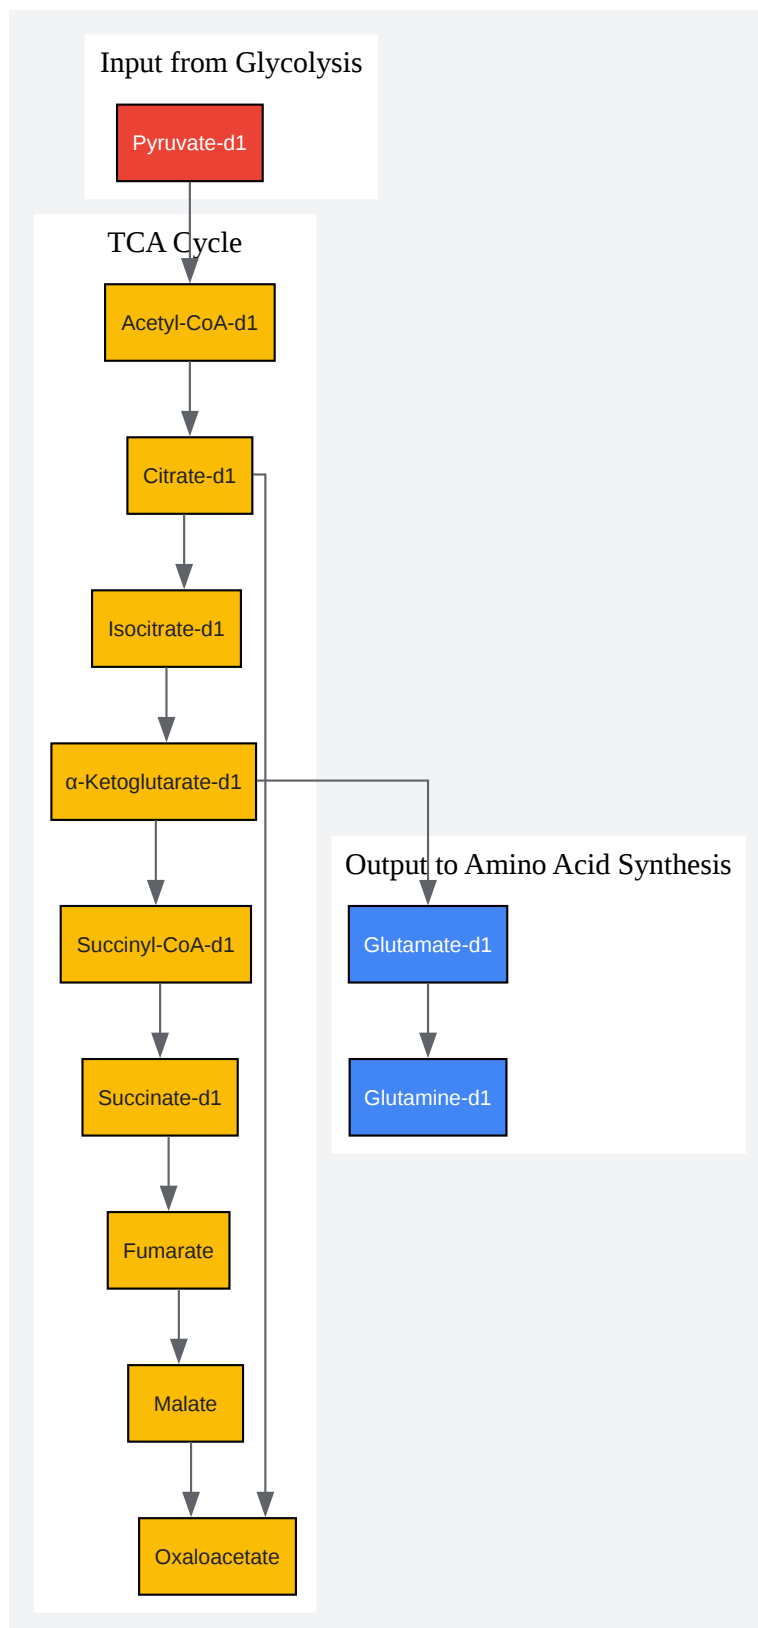 Input from Glycolysis
Pyruvate-d1
TCA Cycle
Acetyl-CoA-d1
Citrate-d1
Isocitrate-d1
α-Ketoglutarate-d1
Succinyl-CoA-d1
Succinate-d1
Fumarate
Malate
Oxaloacetate
Output to Amino Acid Synthesis
Glutamate-d1
Glutamine-d1